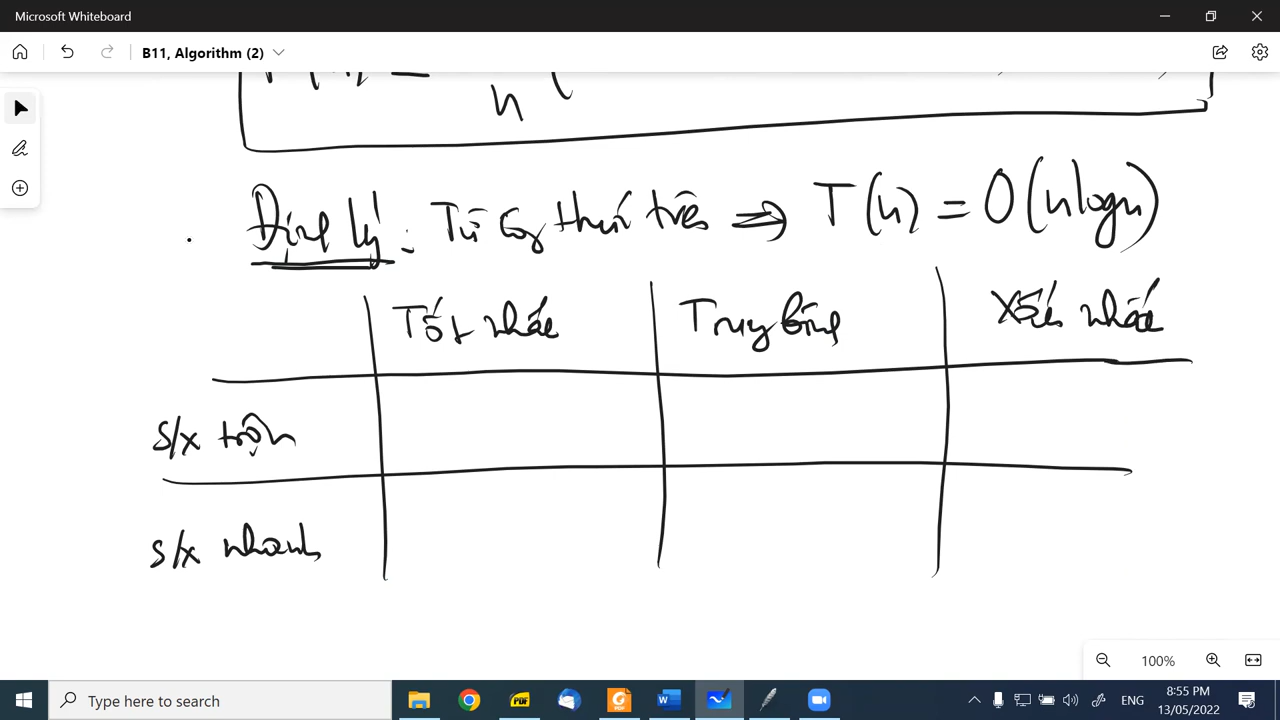 Microsoft Whiteboard
B11, Algorithm (2)
n
Định lý: Từ công thức trên ⇒ T(n) = O(nlogn)
Tốt nhất Trung bình Xấu nhất
s/x trộn
s/x nhanh
100%
Type here to search
ENG
8:55 PM
13/05/2022